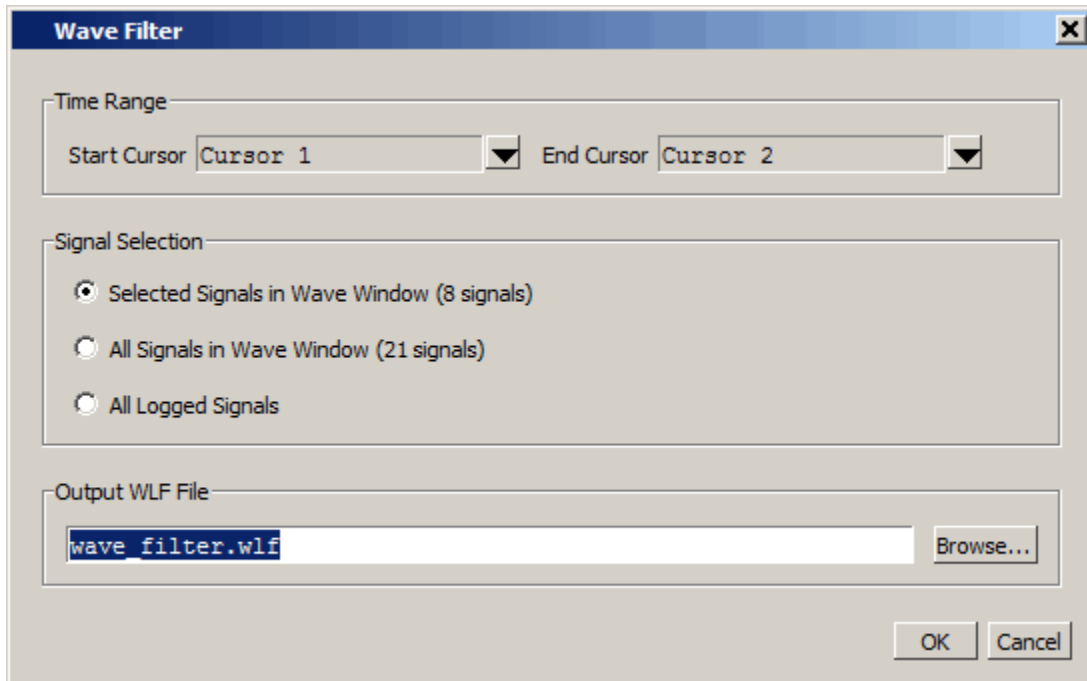 Wave Filter
Time Range
Start Cursor Cursor 1 End Cursor Cursor 2
Signal Selection
Selected Signals in Wave Window (8 signals)
All Signals in Wave Window (21 signals)
All Logged Signals
Output WLF File
wave_filter.wlf Browse...
OK Cancel